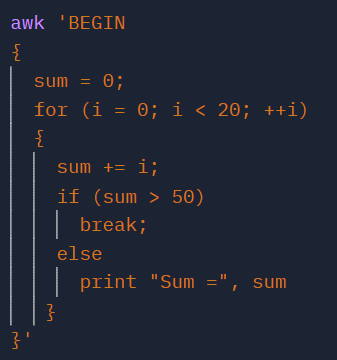 awk 'BEGIN
{
sum = 0;
for (i = 0; i < 20; ++i)
{
sum += i;
if (sum > 50)
break;
else
print "Sum =", sum
}
}'